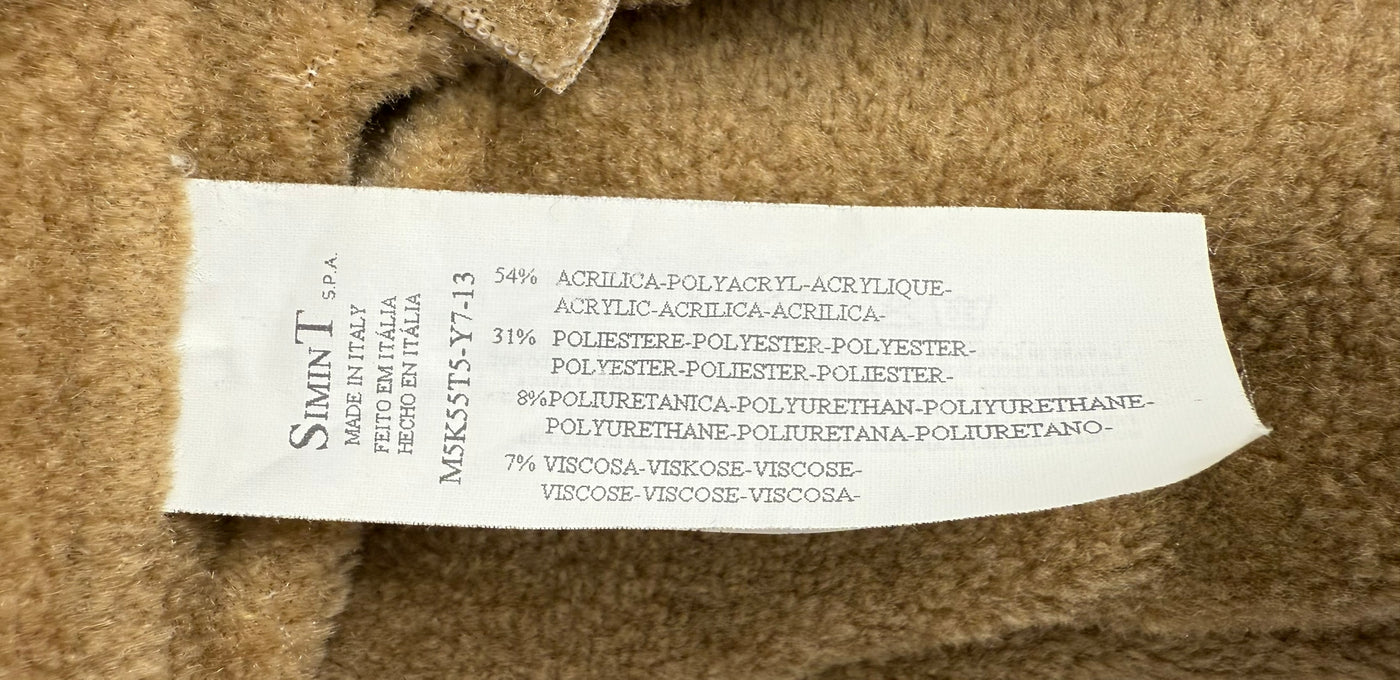 SIMINT S.P.A.
MADE IN ITALY
FEITO EM ITÁLIA
HECHO EN ITÁLIA
M5K55T5-Y7-13
54% ACRILICA-POLYACRYL-ACRYLIQUE-
ACRYLIC-ACRILICA-ACRILICA-
31% POLIESTERE-POLYESTER-POLYESTER-
POLYESTER-POLIESTER-POLIESTER-
8%POLIURETANICA-POLYURETHAN-POLIYURETHANE-
POLYURETHANE-POLIURETANA-POLIURETANO-
7% VISCOSA-VISKOSE-VISCOSE-
VISCOSE-VISCOSE-VISCOSA-